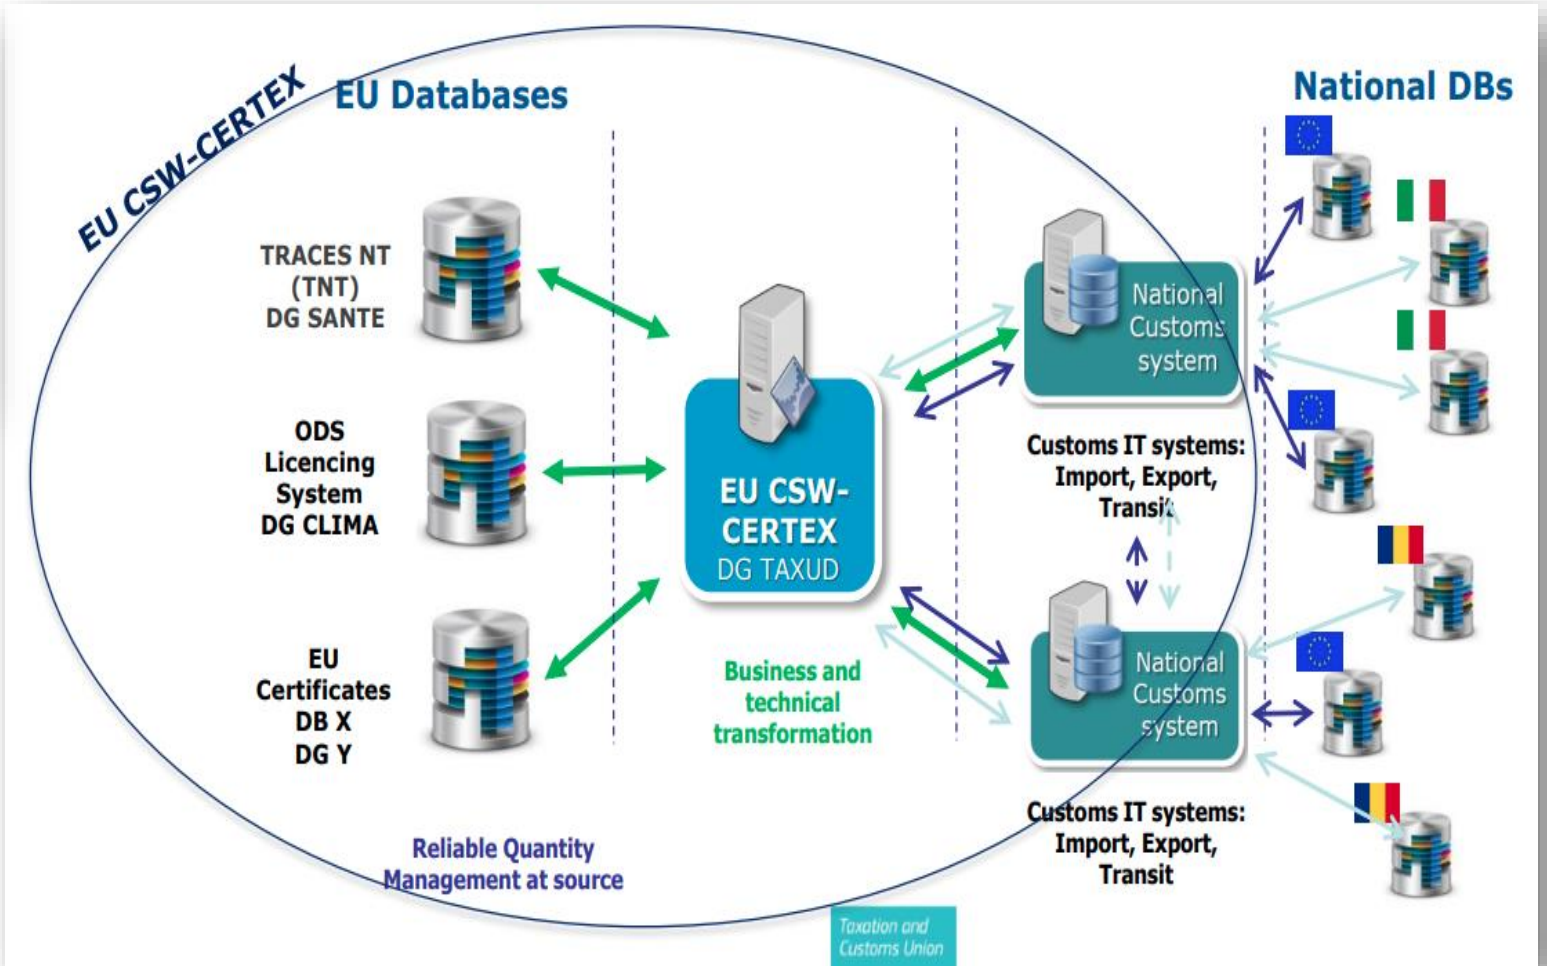 EU CSW-CERTEX
EU Databases
National DBs
TRACES NT
(TNT)
DG SANTE
ODS
Licencing
System
DG CLIMA
EU
Certificates
DB X
DG Y
EU CSW-
CERTEX
DG TAXUD
Business and
technical
transformation
National
Customs
system
Customs IT systems:
Import, Export,
Transit
National
Customs
system
Customs IT systems:
Import, Export,
Transit
Reliable Quantity
Management at source
Taxation and
Customs Union